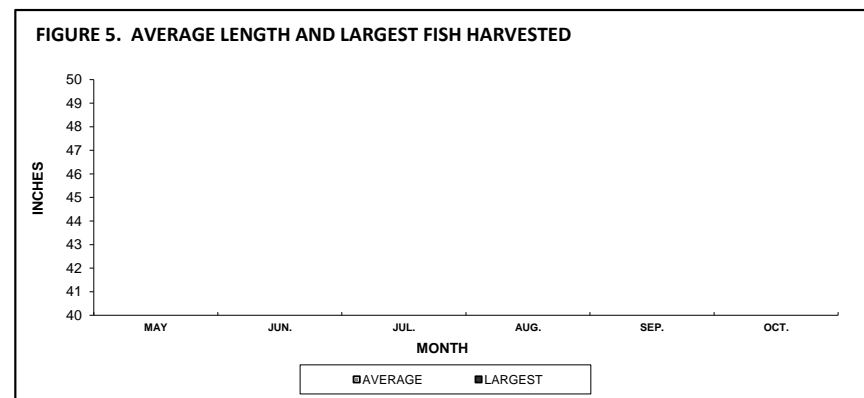 FIGURE 5. AVERAGE LENGTH AND LARGEST FISH HARVESTED
50
49
48
47
46
45
44
43
42
41
40
INCHES
MAY JUN. JUL. AUG. SEP. OCT.
MONTH
AVERAGE LARGEST